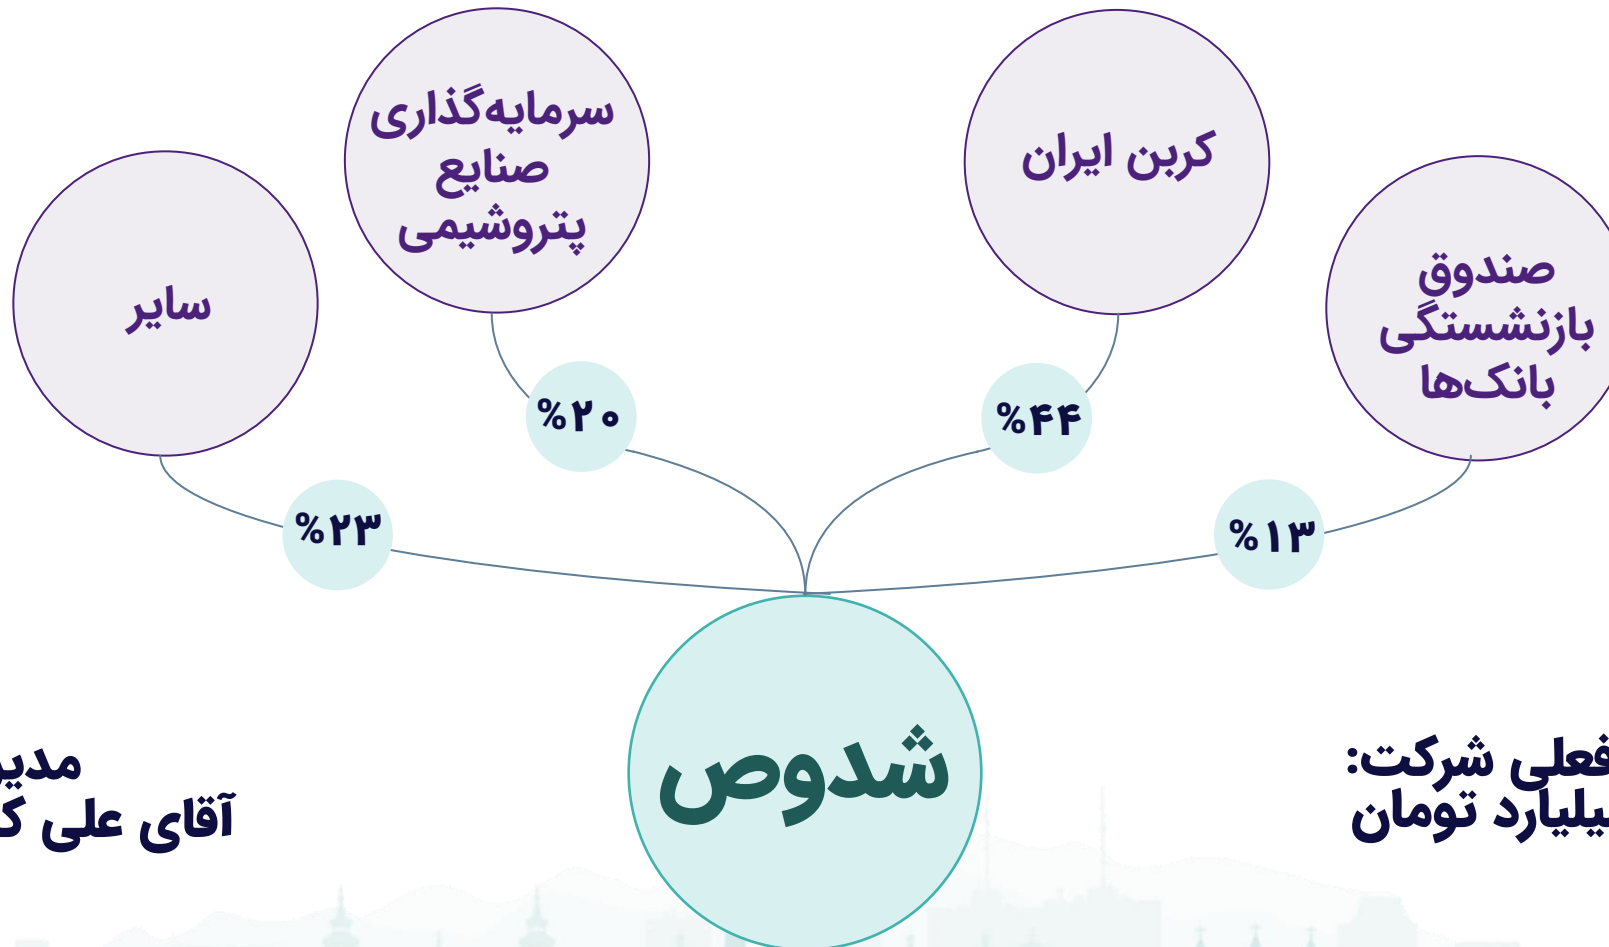 کربن ایران
سرمایه‌گذاری
صنایع
پتروشیمی
صندوق
بازنشستگی
بانک‌ها
سایر
%۴۴
%۲۰
%۱۳
%۲۳
شدوص
فعلی شرکت:
تومان
آقای علی